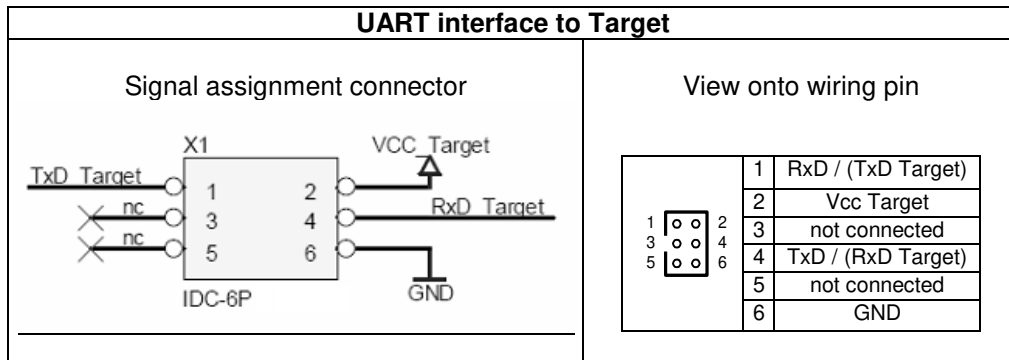 UART interface to Target
Signal assignment connector
X1
VCC_Target
TxD_Target
1 2
nc
3 4
RxD_Target
nc
5 6
IDC-6P
GND
View onto wiring pin
1 2
3 4
5 6
1 RxD / (TxD Target)
2 Vcc Target
3 not connected
4 TxD / (RxD Target)
5 not connected
6 GND